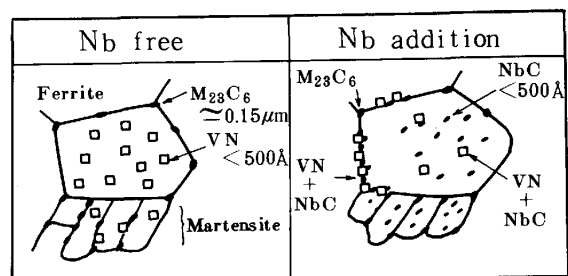 Nb free
Nb addition
Ferrite
M₂₃C₆
≃0.15μm
VN
<500Å
Martensite
M₂₃C₆
NbC
<500Å
VN
+
NbC
VN
+
NbC